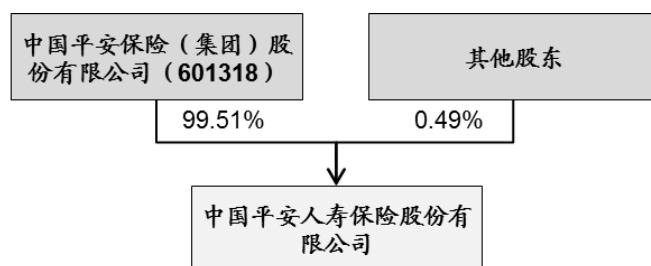 中国平安保险（集团）股
份有限公司（601318）
其他股东
99.51%
0.49%
中国平安人寿保险股份有
限公司